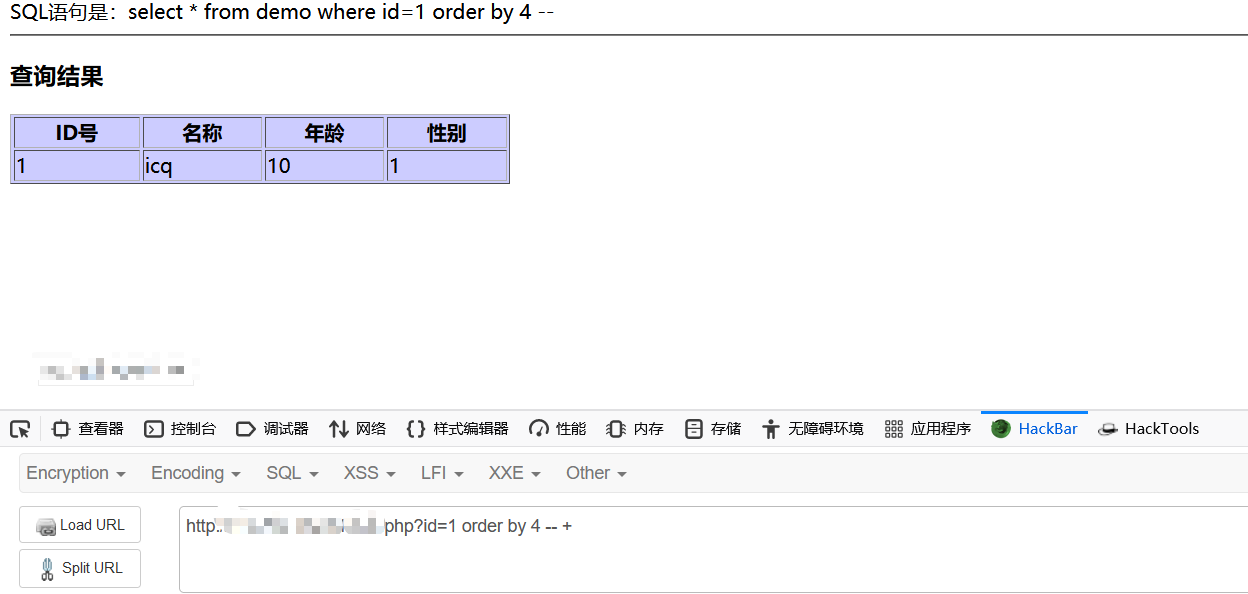 SQL语句是：select * from demo where id=1 order by 4 --
查询结果
ID号 名称 年龄 性别
1 icq 10 1
查看器 控制台 调试器 网络 样式编辑器 性能 内存 存储 无障碍环境 应用程序 HackBar HackTools
Encryption Encoding SQL XSS LFI XXE Other
Load URL http: php?id=1 order by 4 -- +
Split URL